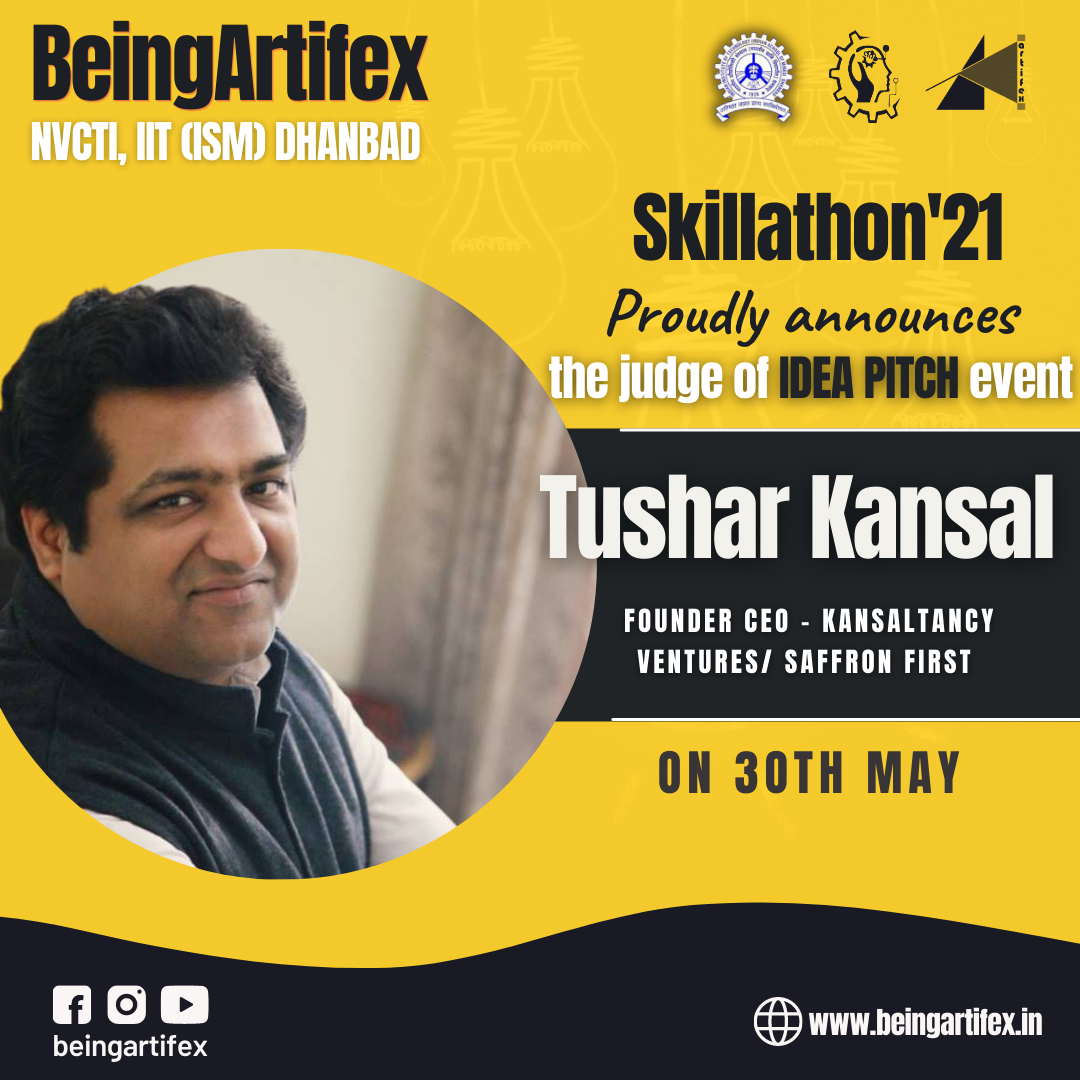 BeingArtifex
NVCTI, IIT (ISM) DHANBAD
artifex
Skillathon'21
Proudly announces
the judge of IDEA PITCH event
Tushar Kansal
FOUNDER CEO - KANSALTANCY
VENTURES/ SAFFRON FIRST
ON 30TH MAY
beingartifex
www.beingartifex.in